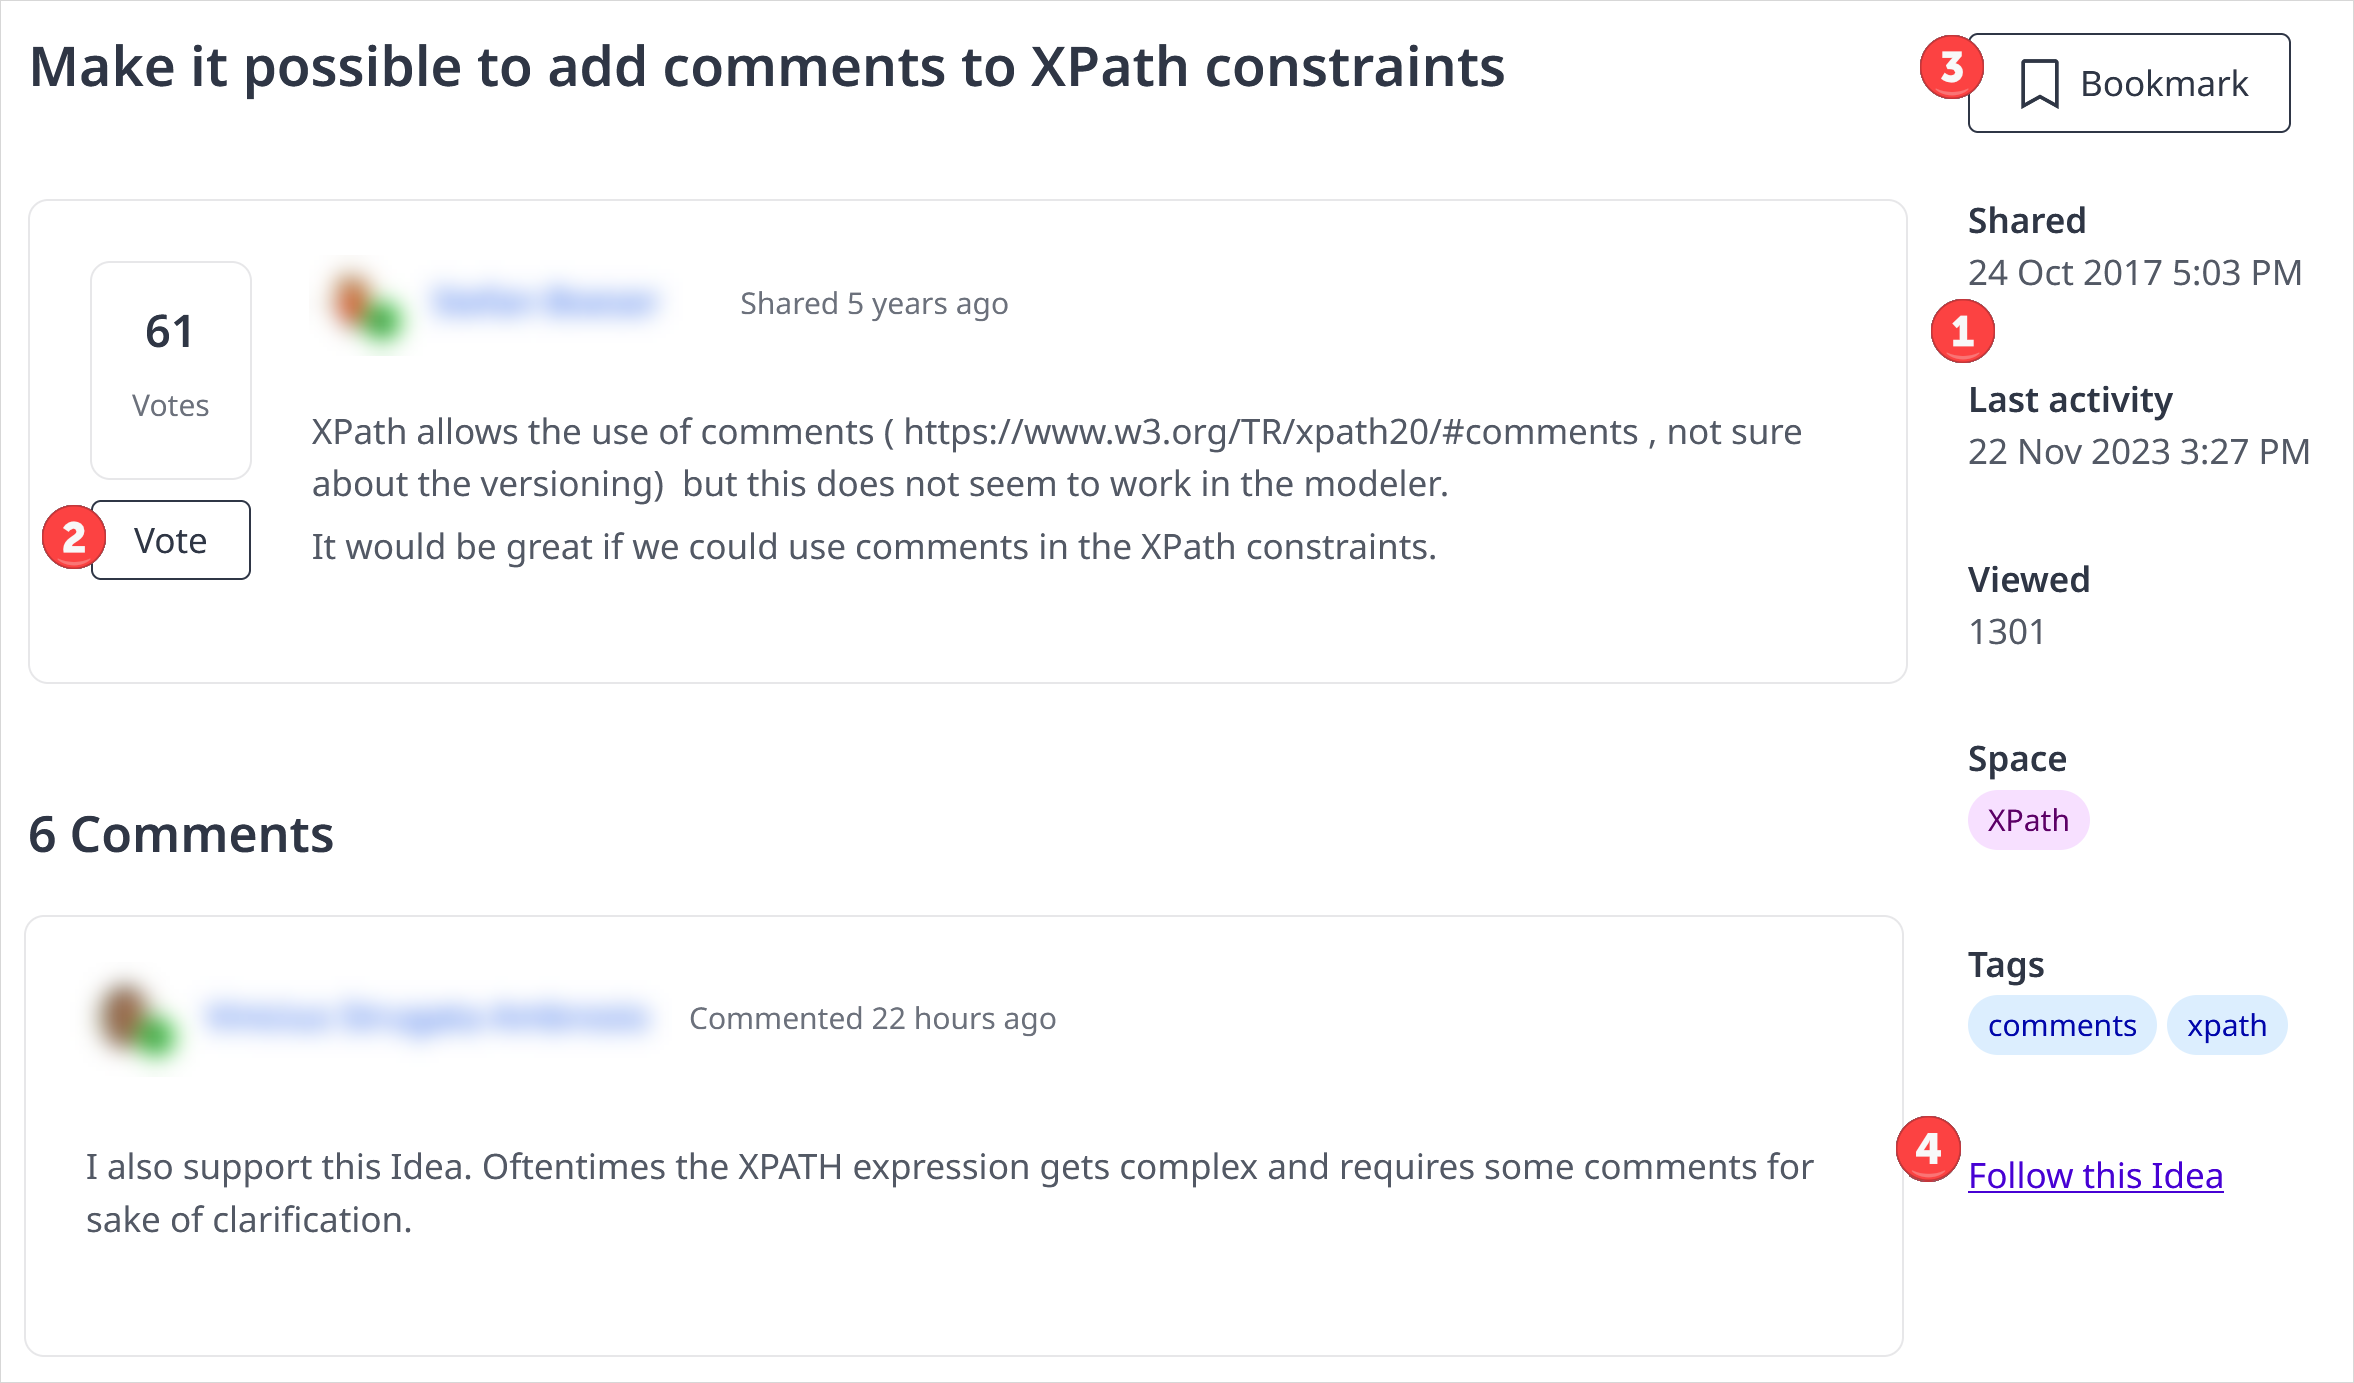 Make it possible to add comments to XPath constraints
3
Bookmark
61
Votes
2
Vote
Shared 5 years ago
XPath allows the use of comments ( https://www.w3.org/TR/xpath20/#comments , not sure
about the versioning)  but this does not seem to work in the modeler.
It would be great if we could use comments in the XPath constraints.
Shared
24 Oct 2017 5:03 PM
1
Last activity
22 Nov 2023 3:27 PM
Viewed
1301
Space
XPath
Tags
comments xpath
4
Follow this Idea
6 Comments
Commented 22 hours ago
I also support this Idea. Oftentimes the XPATH expression gets complex and requires some comments for
sake of clarification.